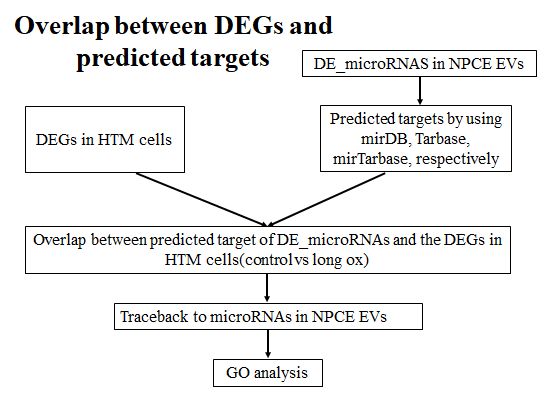 Overlap between DEGs and
predicted targets
DE_microRNAS in NPCE EVs
DEGs in HTM cells
Predicted targets by using
mirDB, Tarbase,
mirTarbase, respectively
Overlap between predicted target of DE_microRNAs and the DEGs in
HTM cells(control vs long ox)
Traceback to microRNAs in NPCE EVs
GO analysis